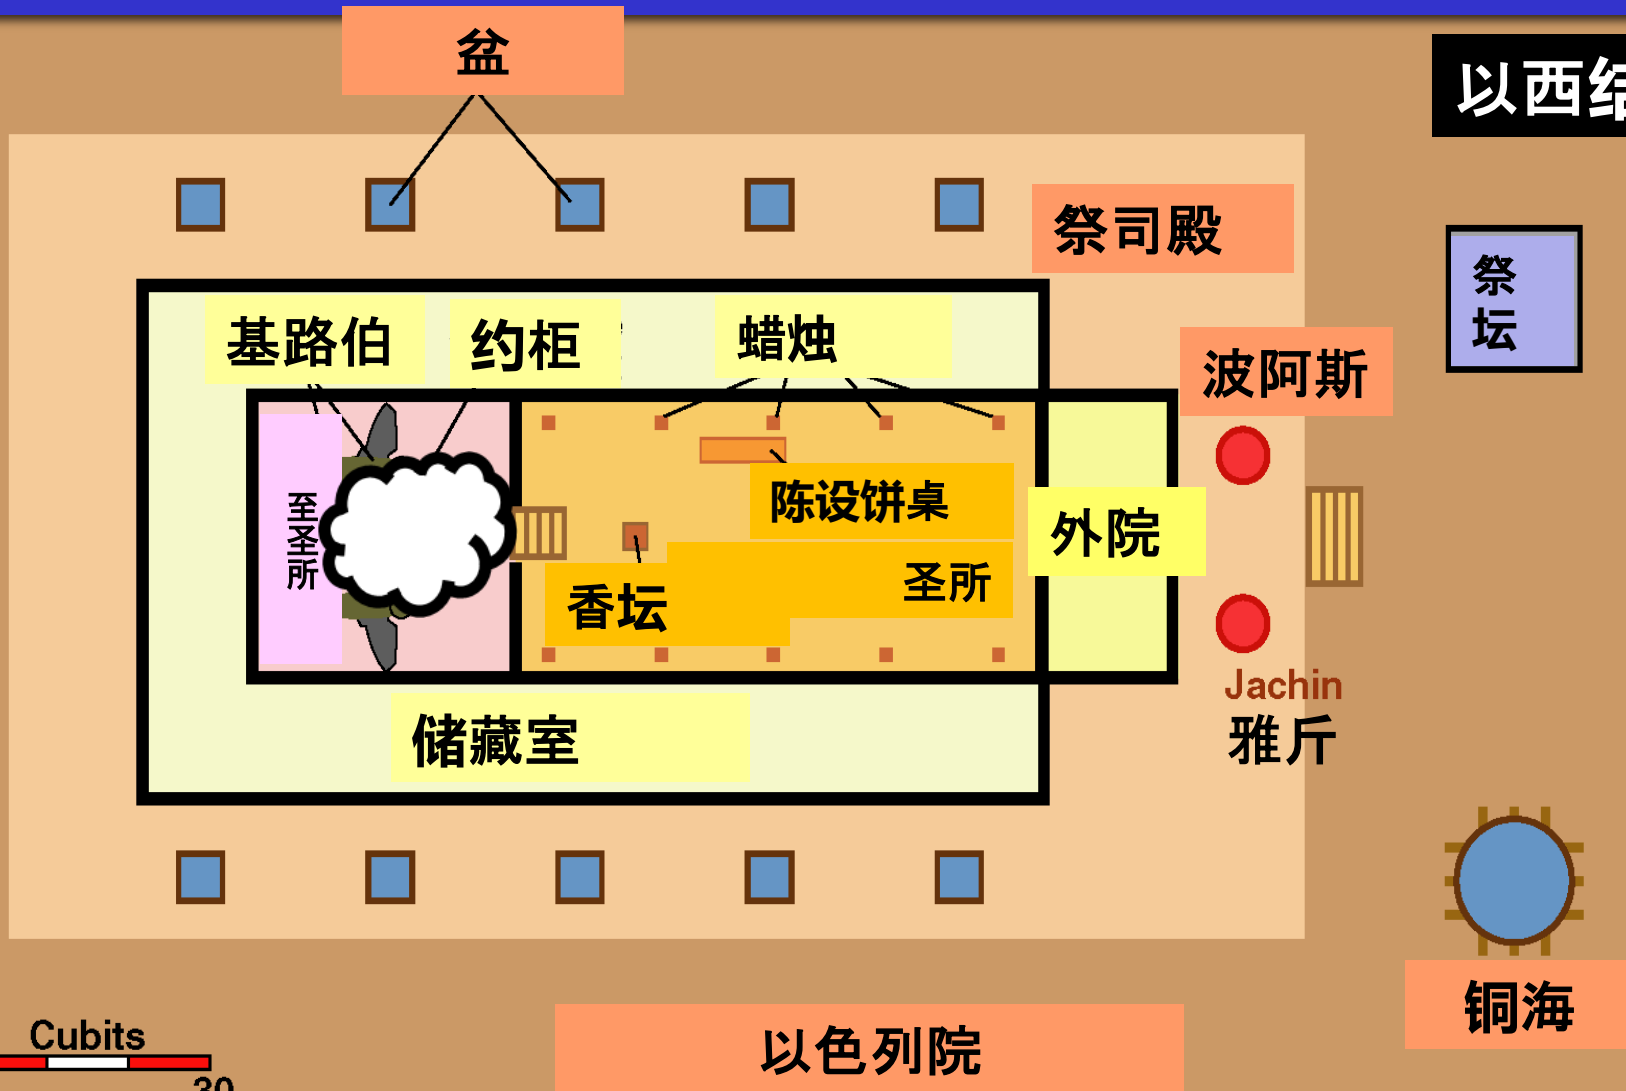 盆
以西结
祭司殿
祭
坛
基路伯
约柜
蜡烛
波阿斯
至
圣
所
陈设饼桌
外院
香坛
圣所
Jachin
雅斤
储藏室
铜海
Cubits
30
以色列院